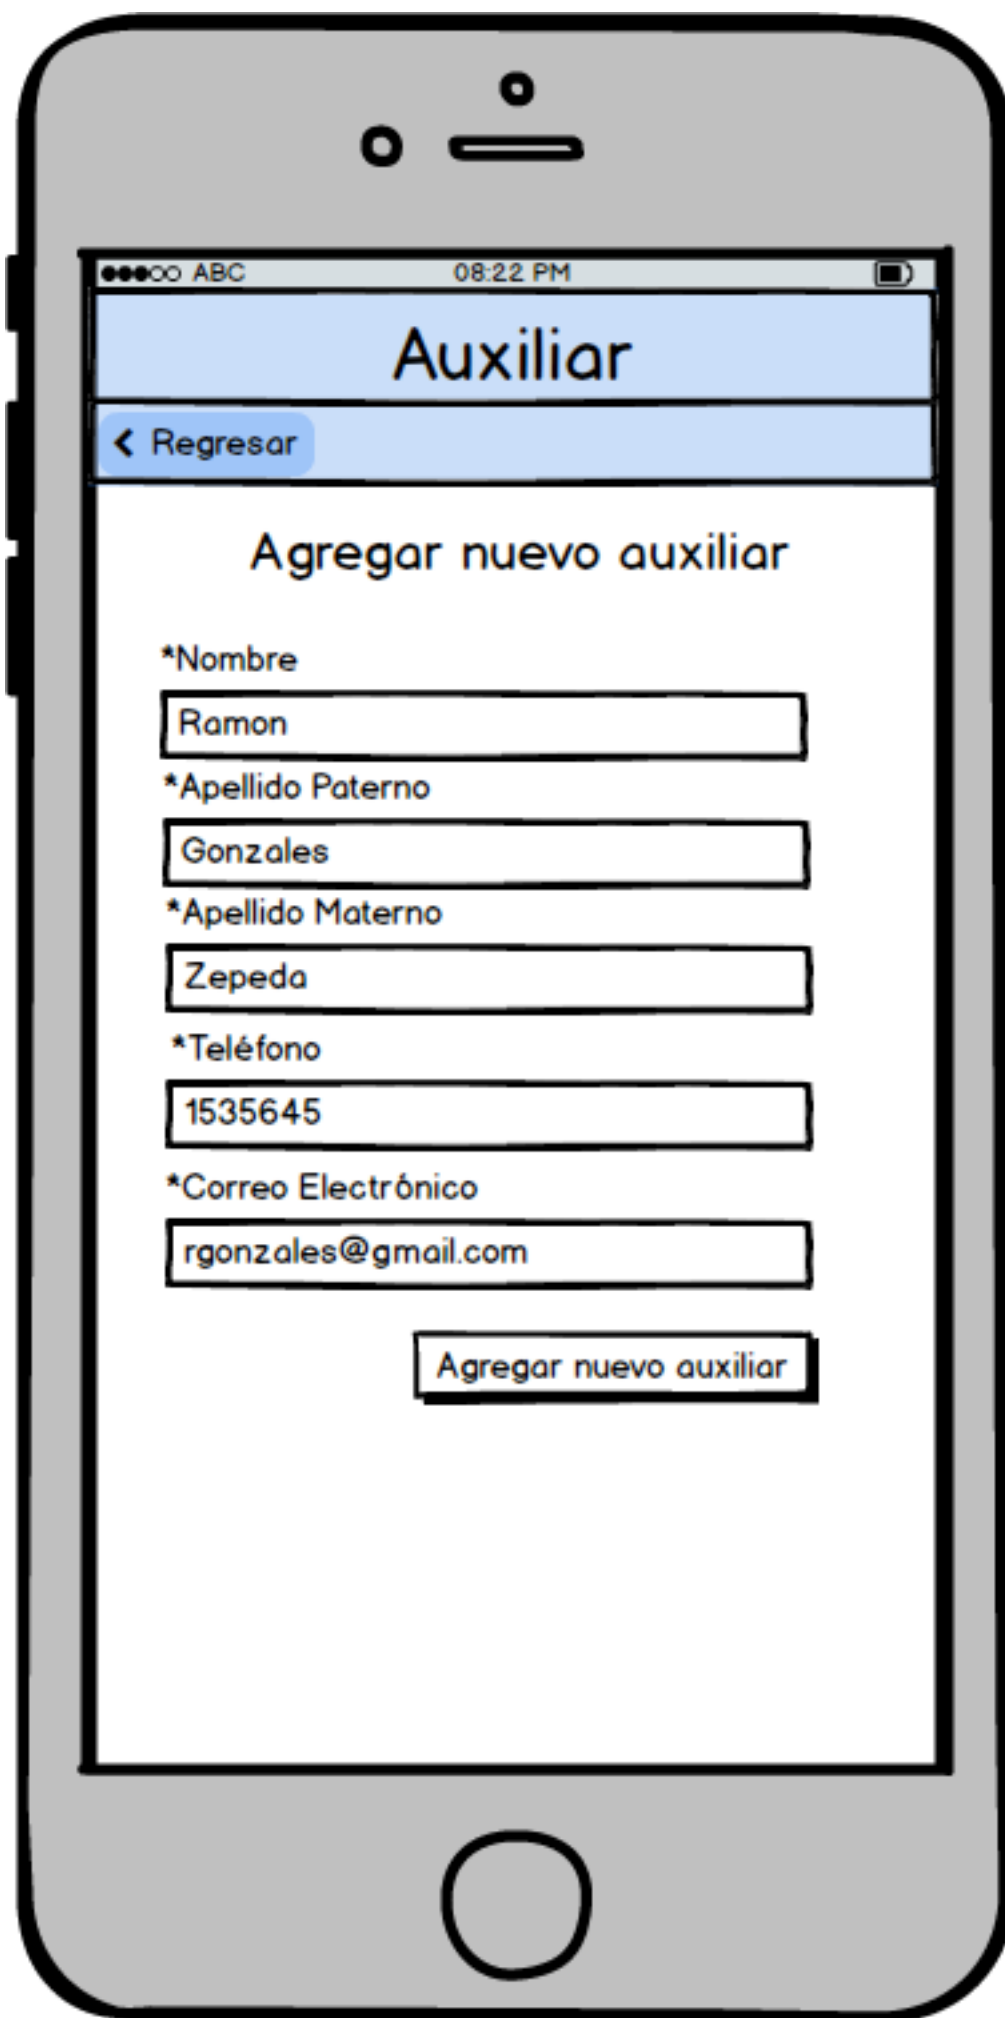 ABC 08:22 PM
Auxiliar
Regresar
Agregar nuevo auxiliar
*Nombre
Ramon
*Apellido Paterno
Gonzales
*Apellido Materno
Zepeda
*Teléfono
1535645
*Correo Electrónico
rgonzales@gmail.com
Agregar nuevo auxiliar